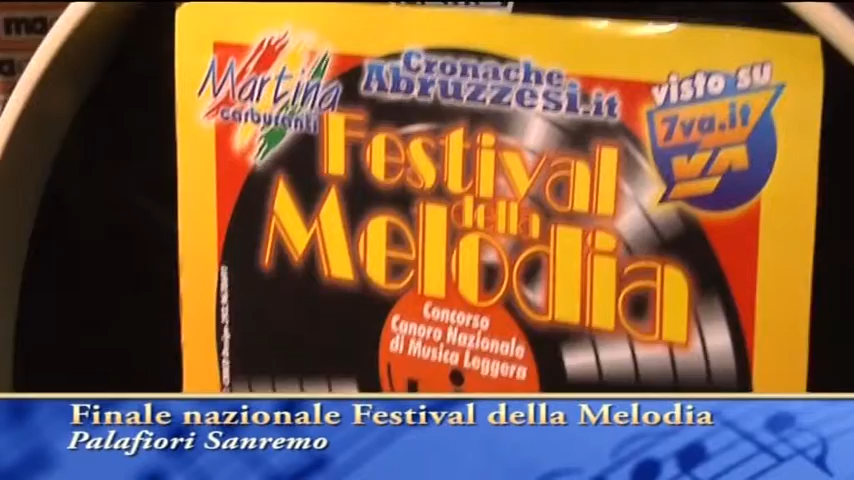 Martina
carburanti
Cronache
Abruzzesi.it
visto su
7va.it
Festival
della
Melodia
Concorso
Canoro Nazionale
di Musica Leggera
Finale nazionale Festival della Melodia
Palafiori Sanremo